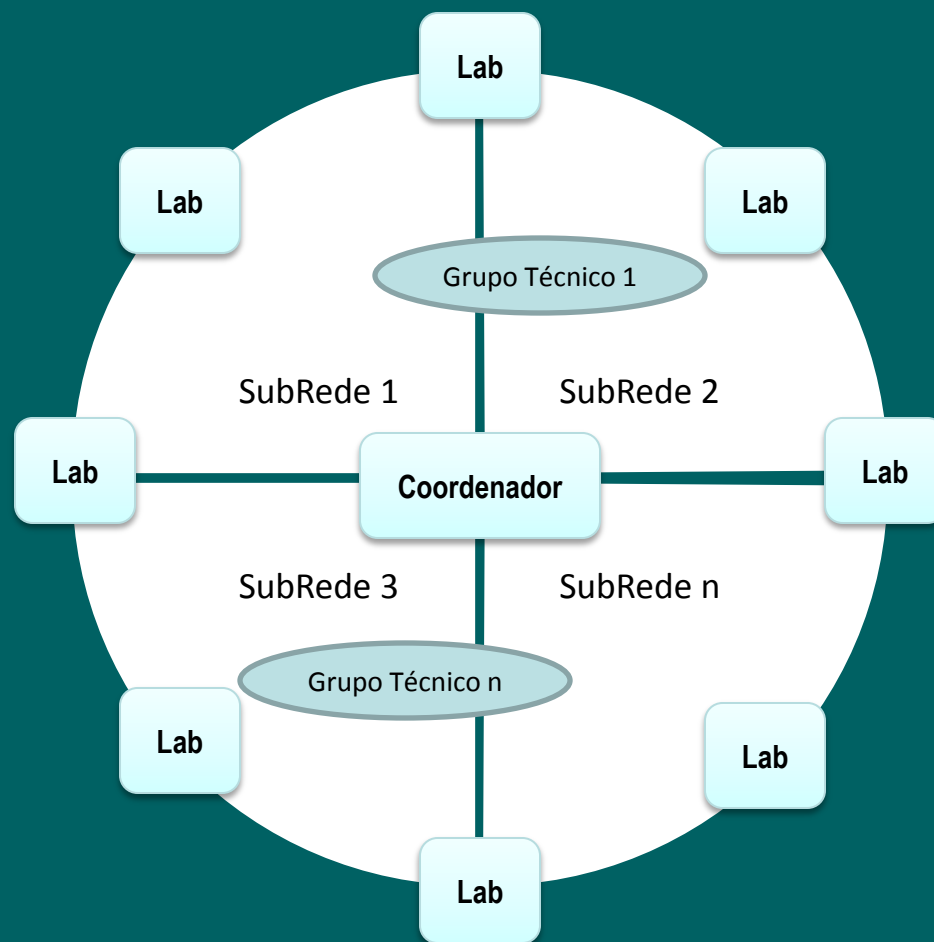 Lab
Lab
Lab
Grupo Técnico 1
SubRede 1
SubRede 2
Lab
Coordenador
Lab
SubRede 3
SubRede n
Grupo Técnico n
Lab
Lab
Lab